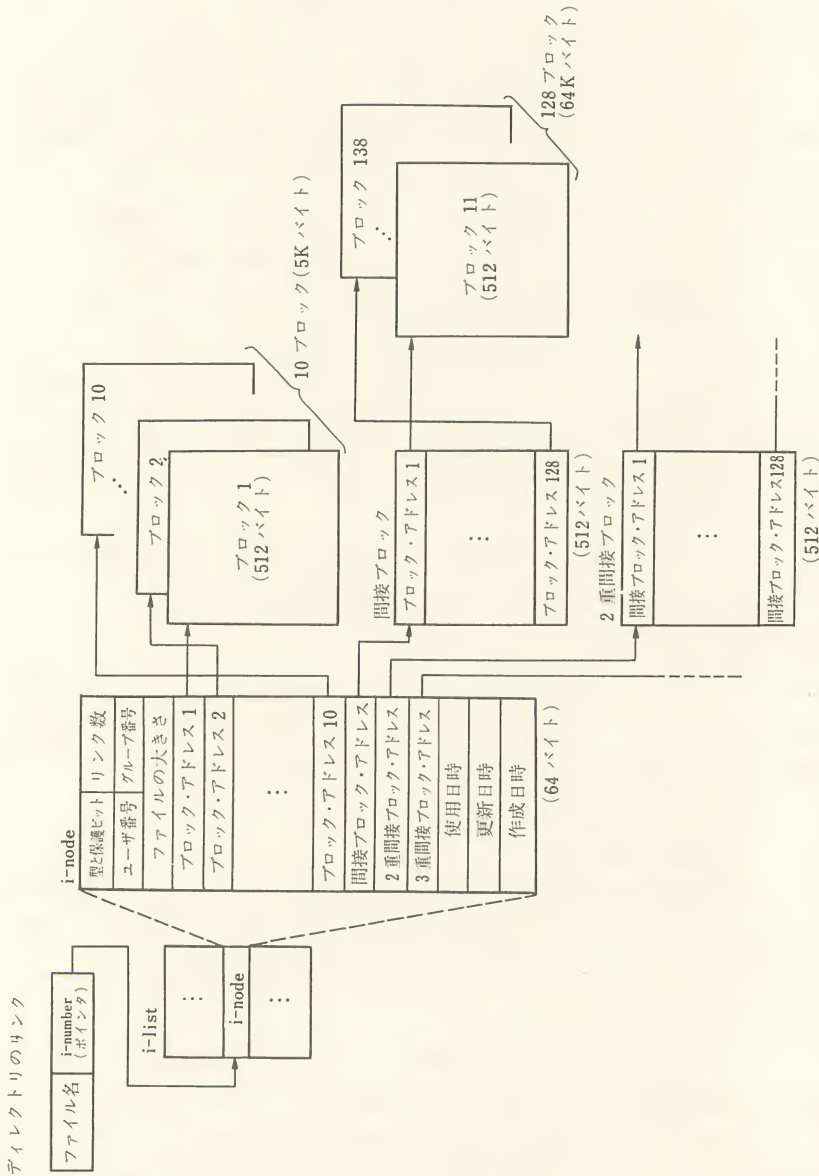 ディレクトリのリンク
ファイル名
i-number
(ポインタ)
i-list
⋮
i-node
⋮
i-node
型と保護ビット
リンク数
ユーザ番号
グループ番号
ファイルの大きさ
ブロック・アドレス 1
ブロック・アドレス 2
⋮
ブロック・アドレス 10
間接ブロック・アドレス
2 重間接ブロック・アドレス
3 重間接ブロック・アドレス
使用日時
更新日時
作成日時
(64 バイト)
ブロック 10
⋰
ブロック 2
ブロック 1
(512 バイト)
10 ブロック(5K バイト)
間接ブロック
ブロック・アドレス 1
⋮
ブロック・アドレス 128
(512 バイト)
ブロック 138
⋰
ブロック 11
(512 バイト)
128 ブロック
(64K バイト)
2 重間接ブロック
間接ブロック・アドレス 1
⋮
間接ブロック・アドレス128
(512 バイト)